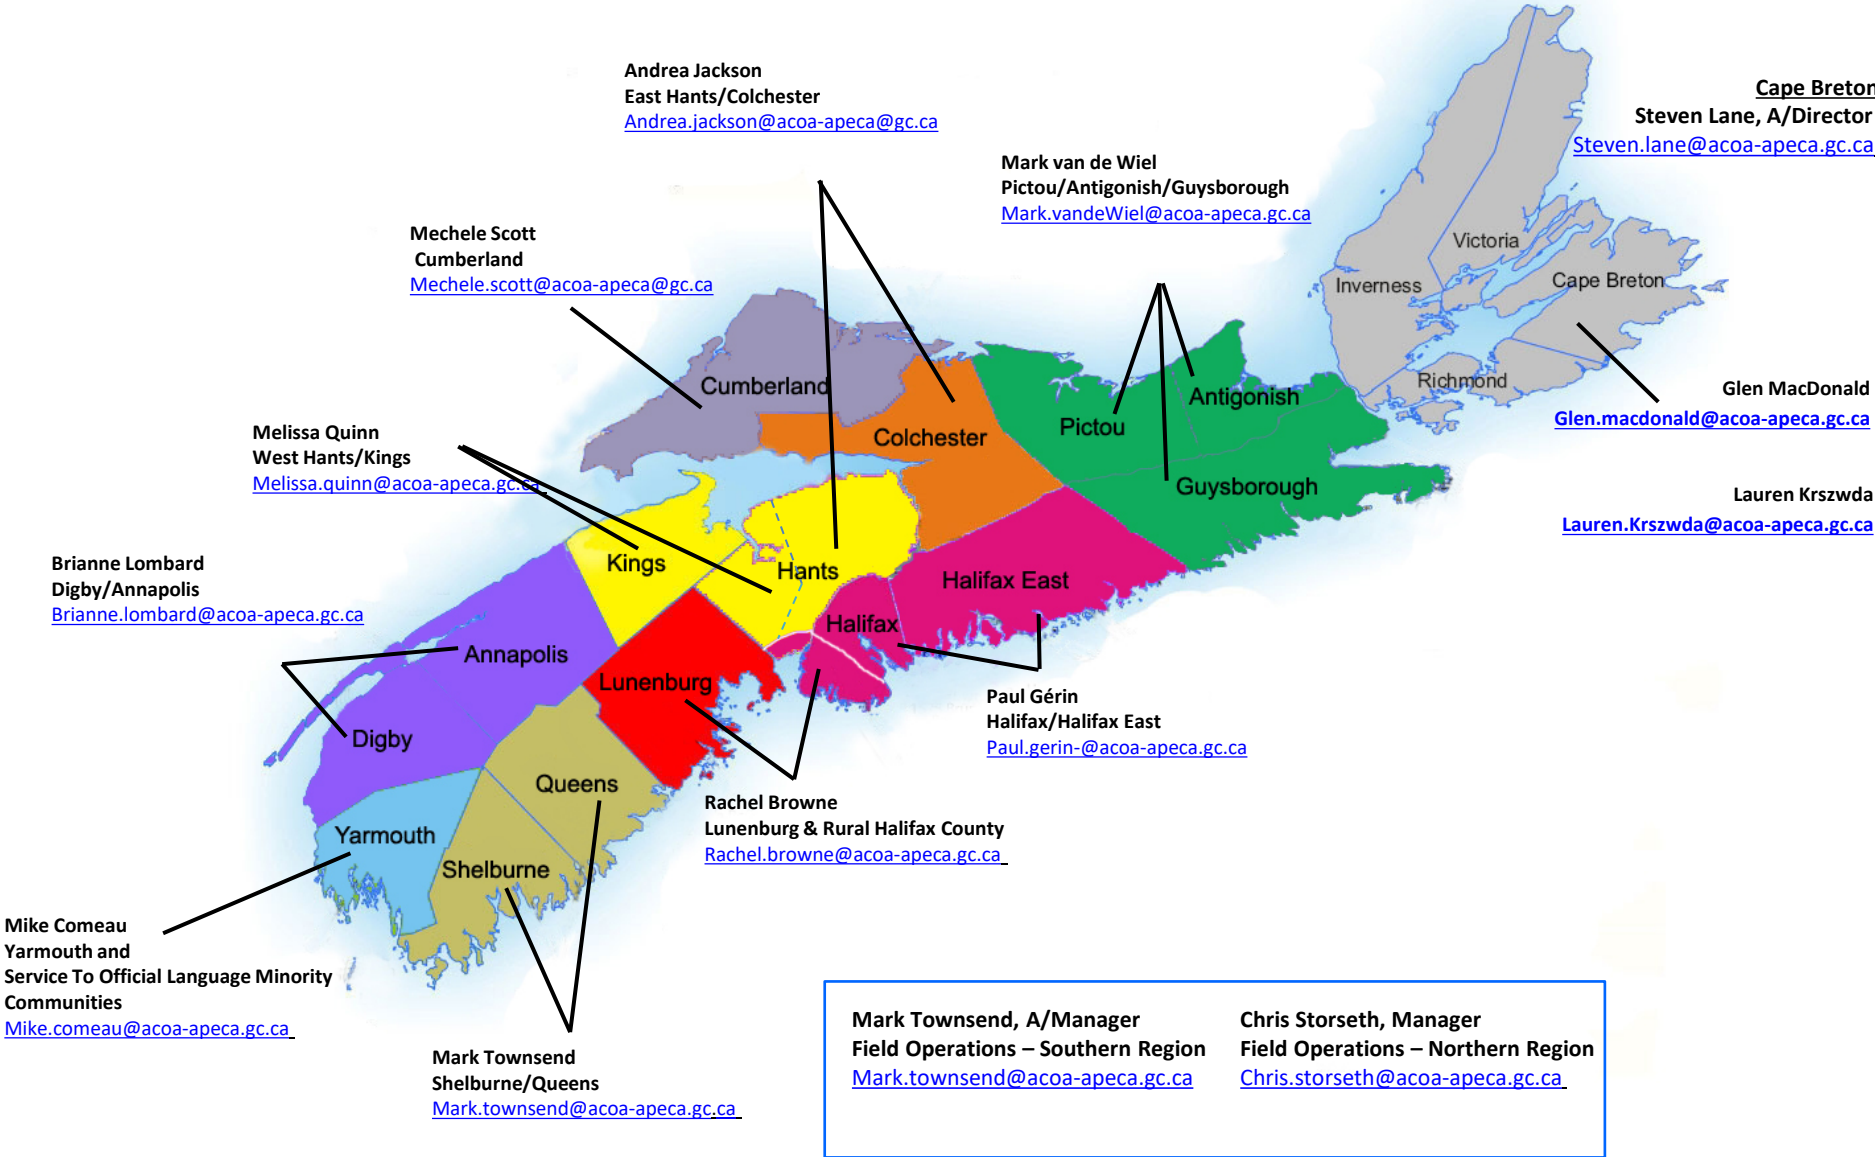 Andrea Jackson
East Hants/Colchester
Andrea.jackson@acoa-apeca@gc.ca
Cape Breton
Steven Lane, A/Director
Steven.lane@acoa-apeca.gc.ca
Mark van de Wiel
Pictou/Antigonish/Guysborough
Mark.vandeWiel@acoa-apeca.gc.ca
Mechele Scott
Cumberland
Mechele.scott@acoa-apeca@gc.ca
Victoria
Inverness
Cape Breton
Richmond
Glen MacDonald
Glen.macdonald@acoa-apeca.gc.ca
Lauren Krszwda
Lauren.Krszwda@acoa-apeca.gc.ca
Cumberland
Colchester
Pictou
Antigonish
Guysborough
Melissa Quinn
West Hants/Kings
Melissa.quinn@acoa-apeca.gc.ca
Kings
Hants
Halifax East
Halifax
Brianne Lombard
Digby/Annapolis
Brianne.lombard@acoa-apeca.gc.ca
Annapolis
Lunenburg
Digby
Queens
Yarmouth
Shelburne
Paul Gérin
Halifax/Halifax East
Paul.gerin-@acoa-apeca.gc.ca
Rachel Browne
Lunenburg & Rural Halifax County
Rachel.browne@acoa-apeca.gc.ca
Mike Comeau
Yarmouth and
Service To Official Language Minority
Communities
Mike.comeau@acoa-apeca.gc.ca
Mark Townsend
Shelburne/Queens
Mark.townsend@acoa-apeca.gc.ca
Mark Townsend, A/Manager
Field Operations – Southern Region
Mark.townsend@acoa-apeca.gc.ca
Chris Storseth, Manager
Field Operations – Northern Region
Chris.storseth@acoa-apeca.gc.ca